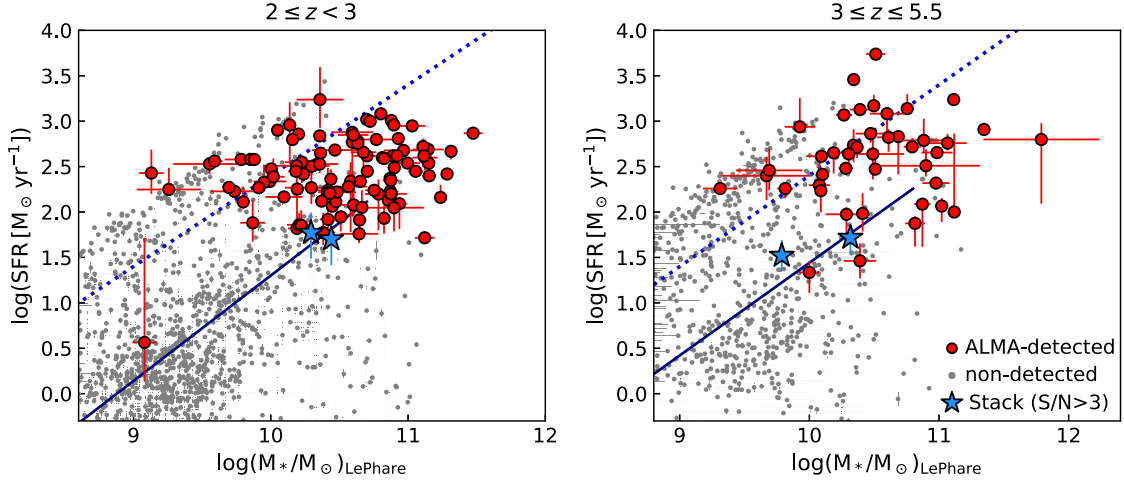 2 ≤ z < 3
3 ≤ z ≤ 5.5
log(SFR [M⊙ yr⁻¹])
4.0
3.5
3.0
2.5
2.0
1.5
1.0
0.5
0.0
9
10
11
12
log(M*/M⊙)LePhare
log(SFR [M⊙ yr⁻¹])
4.0
3.5
3.0
2.5
2.0
1.5
1.0
0.5
0.0
ALMA-detected
non-detected
Stack (S/N>3)
9
10
11
12
log(M*/M⊙)LePhare